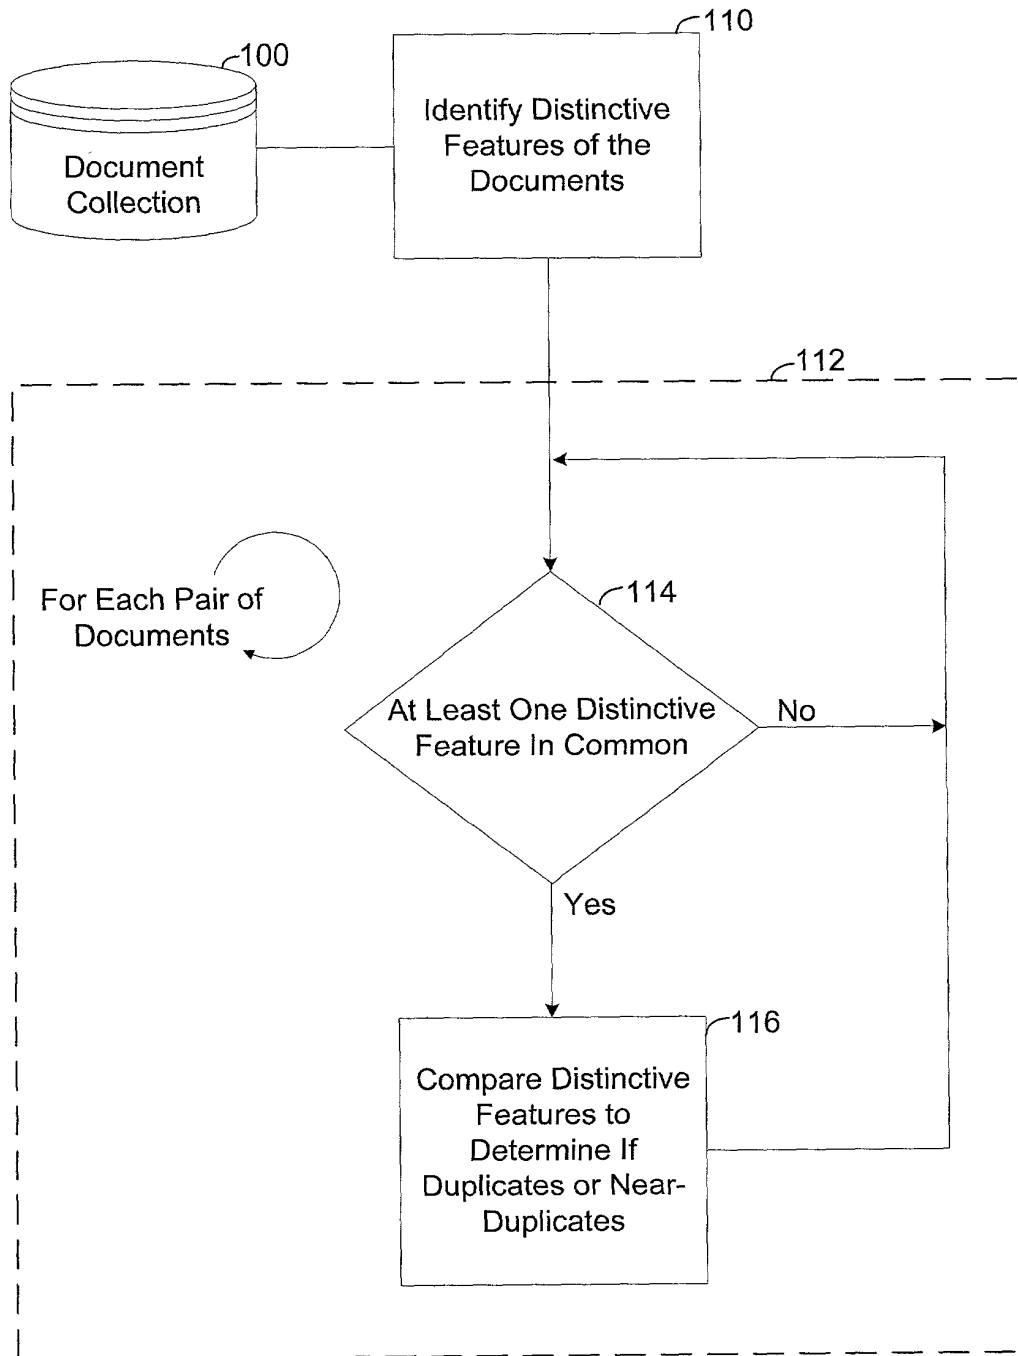 110
100
Identify Distinctive
Features of the
Documents
Document
Collection
112
114
For Each Pair of
Documents
At Least One Distinctive
Feature In Common
No
Yes
116
Compare Distinctive
Features to
Determine If
Duplicates or Near-
Duplicates